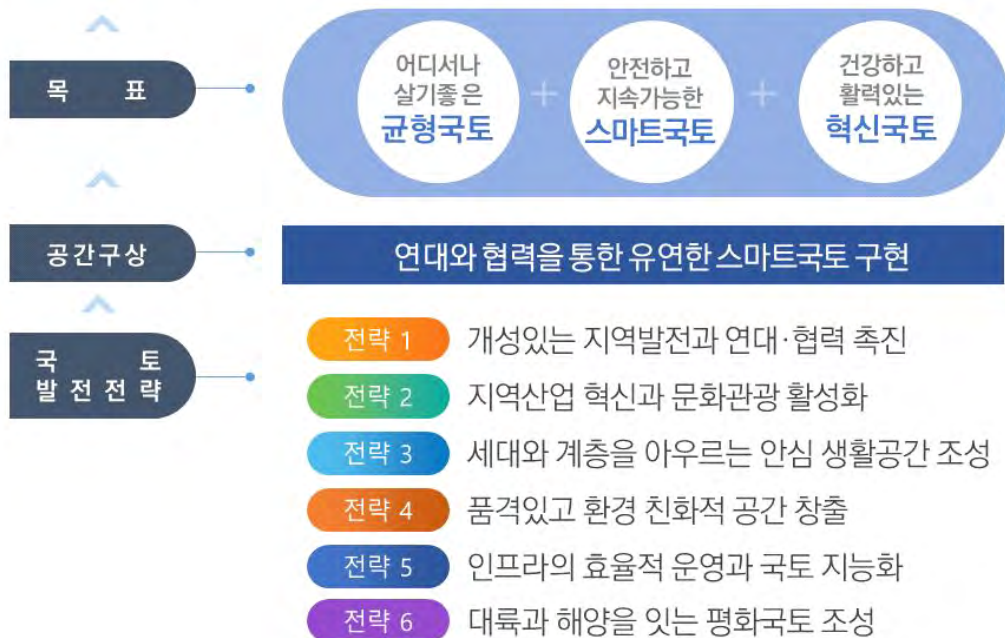 목 표
어디서나
살기좋은
균형국토
+
안전하고
지속가능한
스마트국토
+
건강하고
활력있는
혁신국토
공간구상
연대와 협력을 통한 유연한 스마트국토 구현
국 토
발 전 전 략
전략 1 개성있는 지역발전과 연대·협력 촉진
전략 2 지역산업 혁신과 문화관광 활성화
전략 3 세대와 계층을 아우르는 안심 생활공간 조성
전략 4 품격있고 환경 친화적 공간 창출
전략 5 인프라의 효율적 운영과 국토 지능화
전략 6 대륙과 해양을 잇는 평화국토 조성